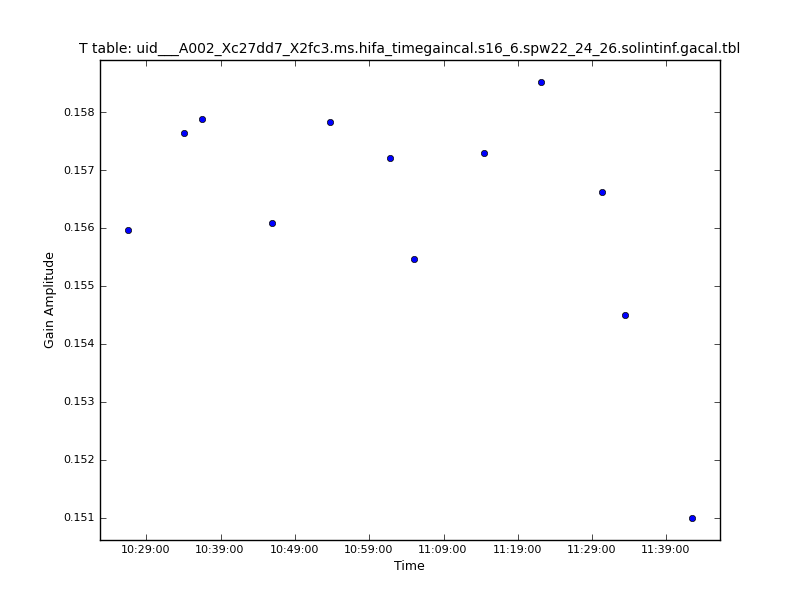 T table: uid___A002_Xc27dd7_X2fc3.ms.hifa_timegaincal.s16_6.spw22_24_26.solintinf.gacal.tbl
0.158
0.157
0.156
0.155
0.154
0.153
0.152
0.151
Gain Amplitude
10:29:00 10:39:00 10:49:00 10:59:00 11:09:00 11:19:00 11:29:00 11:39:00
Time